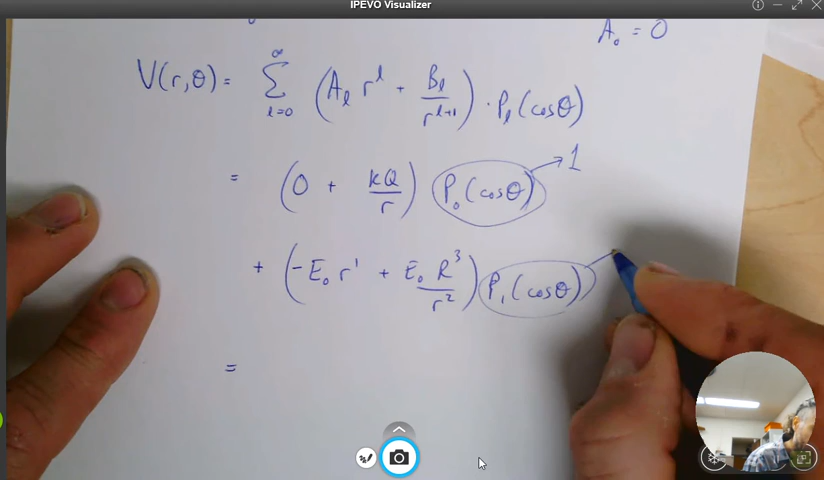 IPEVO Visualizer
A₀ = 0
V(r,θ) = ∑_{l=0}^{∞} (A_l r^l + B_l/r^{l+1}) · P_l(cosθ)
= (0 + kQ/r) P₀(cosθ) → 1
+ (-E₀ r¹ + E₀ R³/r²) P₁(cosθ)
=